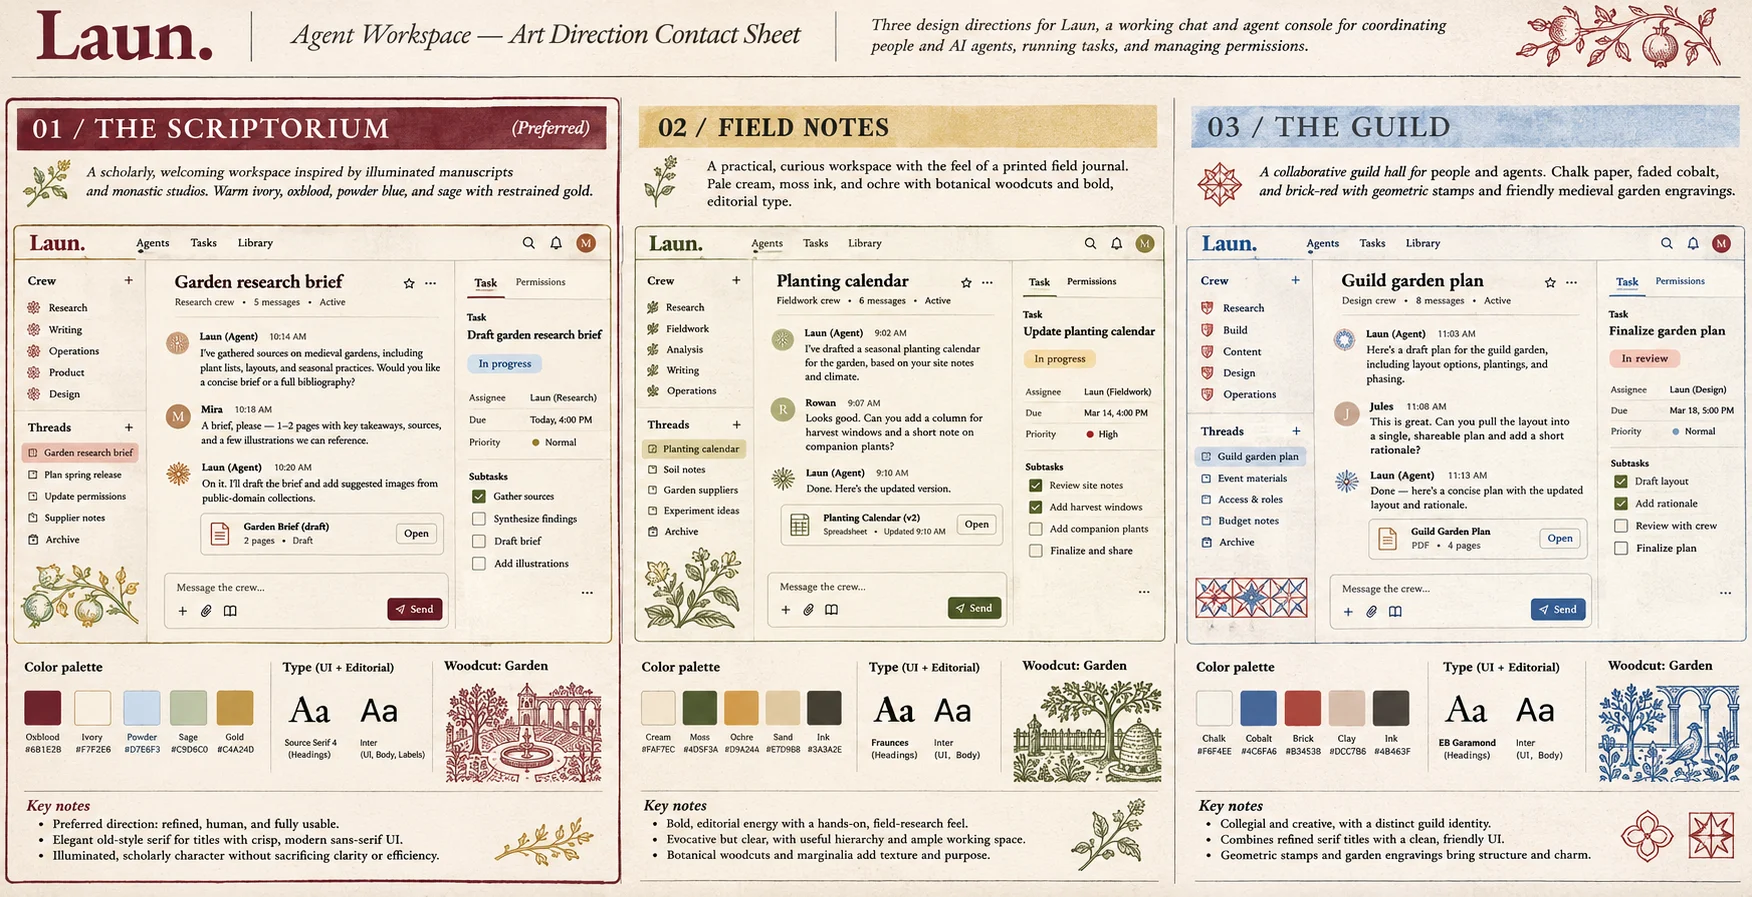 Laun.
Agent Workspace — Art Direction Contact Sheet
Three design directions for Laun, a working chat and agent console for coordinating
people and AI agents, running tasks, and managing permissions.
01 / THE SCRIPTORIUM
(Preferred)
A scholarly, welcoming workspace inspired by illuminated manuscripts
and monastic studios. Warm ivory, oxblood, powder blue, and sage with restrained gold.
Laun.
Agents
Tasks
Library
M
Crew
+
Research
Writing
Operations
Product
Design
Threads
+
Garden research brief
Plan spring release
Update permissions
Supplier notes
Archive
Garden research brief
Research crew • 5 messages • Active
Laun (Agent) 10:14 AM
I've gathered sources on medieval gardens, including
plant lists, layouts, and seasonal practices. Would you like
a concise brief or a full bibliography?
M
Mira 10:18 AM
A brief, please — 1–2 pages with key takeaways, sources,
and a few illustrations we can reference.
Laun (Agent) 10:20 AM
On it. I'll draft the brief and add suggested images from
public-domain collections.
Garden Brief (draft)
2 pages • Draft
Open
Message the crew...
Send
Task
Permissions
Task
Draft garden research brief
In progress
Assignee Laun (Research)
Due Today, 4:00 PM
Priority Normal
Subtasks
Gather sources
Synthesize findings
Draft brief
Add illustrations
Color palette
Oxblood
#6B1E2B
Ivory
#F7F2E6
Powder
#D7E6F3
Sage
#C9D6C0
Gold
#C4A24D
Type (UI + Editorial)
Aa
Source Serif 4
(Headings)
Aa
Inter
(UI, Body, Labels)
Woodcut: Garden
Key notes
• Preferred direction: refined, human, and fully usable.
• Elegant old-style serif for titles with crisp, modern sans-serif UI.
• Illuminated, scholarly character without sacrificing clarity or efficiency.
02 / FIELD NOTES
A practical, curious workspace with the feel of a printed field journal.
Pale cream, moss ink, and ochre with botanical woodcuts and bold,
editorial type.
Laun.
Agents
Tasks
Library
M
Crew
+
Research
Fieldwork
Analysis
Writing
Operations
Threads
+
Planting calendar
Soil notes
Garden suppliers
Experiment ideas
Archive
Planting calendar
Fieldwork crew • 6 messages • Active
Laun (Agent) 9:02 AM
I've drafted a seasonal planting calendar
for the garden, based on your site notes
and climate.
R
Rowan 9:07 AM
Looks good. Can you add a column for
harvest windows and a short note on
companion plants?
Laun (Agent) 9:10 AM
Done. Here's the updated version.
Planting Calendar (v2)
Spreadsheet • Updated 9:10 AM
Open
Message the crew...
Send
Task
Permissions
Task
Update planting calendar
In progress
Assignee Laun (Fieldwork)
Due Mar 14, 4:00 PM
Priority High
Subtasks
Review site notes
Add harvest windows
Add companion plants
Finalize and share
Color palette
Cream
#FAF7EC
Moss
#4D5F3A
Ochre
#D9A244
Sand
#E7D9B8
Ink
#3A3A2E
Type (UI + Editorial)
Aa
Fraunces
(Headings)
Aa
Inter
(UI, Body)
Woodcut: Garden
Key notes
• Bold, editorial energy with a hands-on, field-research feel.
• Evocative but clear, with useful hierarchy and ample working space.
• Botanical woodcuts and marginalia add texture and purpose.
03 / THE GUILD
A collaborative guild hall for people and agents. Chalk paper, faded cobalt,
and brick-red with geometric stamps and friendly medieval garden engravings.
Laun.
Agents
Tasks
Library
M
Crew
+
Research
Build
Content
Design
Operations
Threads
+
Guild garden plan
Event materials
Access & roles
Budget notes
Archive
Guild garden plan
Design crew • 8 messages • Active
Laun (Agent) 11:03 AM
Here's a draft plan for the guild garden,
including layout options, plantings, and
phasing.
J
Jules 11:08 AM
This is great. Can you pull the layout into
a single, shareable plan and add a short
rationale?
Laun (Agent) 11:13 AM
Done — here's a concise plan with the updated
layout and rationale.
Guild Garden Plan
PDF • 4 pages
Open
Message the crew...
Send
Task
Permissions
Task
Finalize garden plan
In review
Assignee Laun (Design)
Due Mar 18, 5:00 PM
Priority Normal
Subtasks
Draft layout
Add rationale
Review with crew
Finalize plan
Color palette
Chalk
#F6F4EE
Cobalt
#4C6FA6
Brick
#B34538
Clay
#DCC7B6
Ink
#4B463F
Type (UI + Editorial)
Aa
EB Garamond
(Headings)
Aa
Inter
(UI, Body)
Woodcut: Garden
Key notes
• Collegial and creative, with a distinct guild identity.
• Combines refined serif titles with a clean, friendly UI.
• Geometric stamps and garden engravings bring structure and charm.